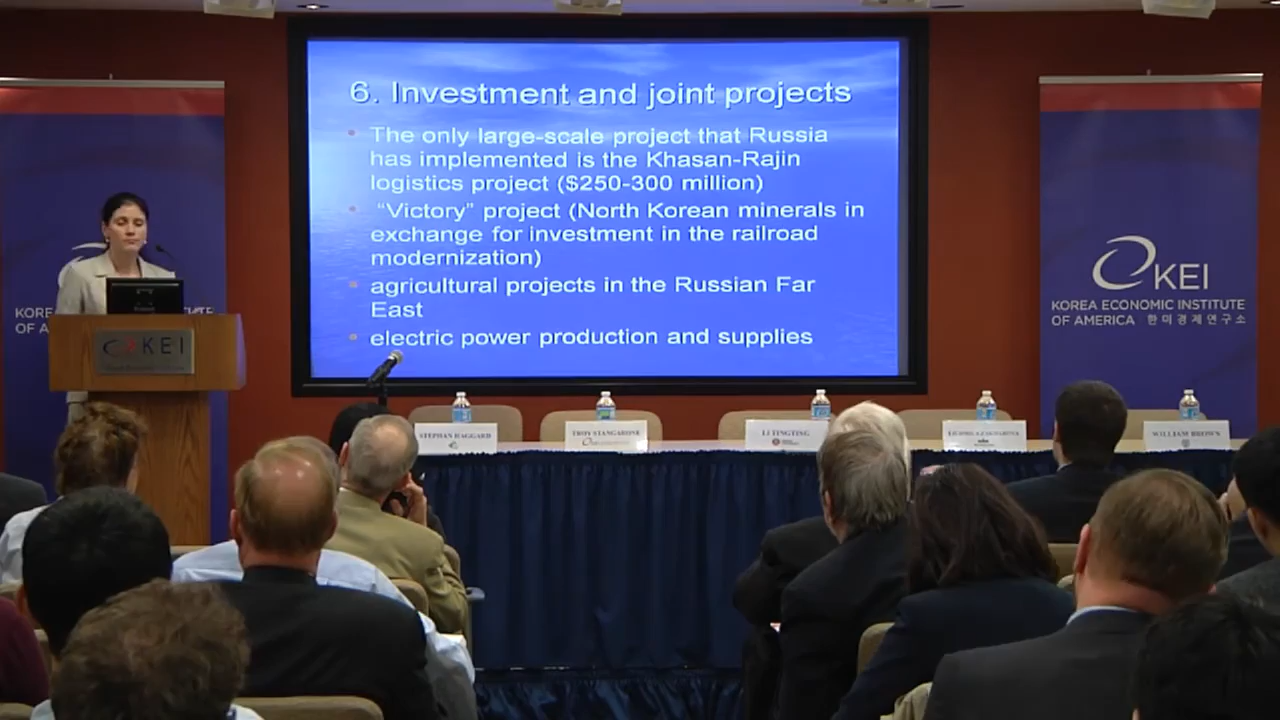 6. Investment and joint projects
The only large-scale project that Russia
has implemented is the Khasan-Rajin
logistics project ($250-300 million)
"Victory" project (North Korean minerals in
exchange for investment in the railroad
modernization)
agricultural projects in the Russian Far
East
electric power production and supplies
KOREA
OF A
KEI
KEI
KOREA ECONOMIC INSTITUTE
OF AMERICA 한미경제연구소
STEPHAN HAGGARD
TROY STANGARONE
LI TINGTING
WILLIAM BROWN